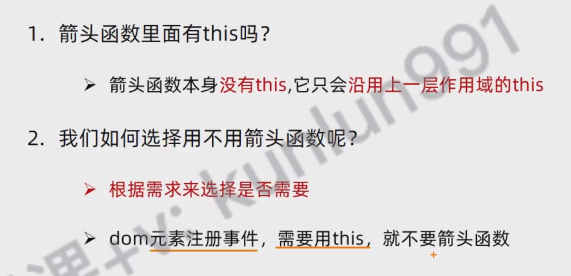 1. 箭头函数里面有this吗？
➤ 箭头函数本身没有this,它只会沿用上一层作用域的this
2. 我们如何选择用不用箭头函数呢？
➤ 根据需求来选择是否需要
➤ dom元素注册事件，需要用this，就不要箭头函数
课+v: kunlun991